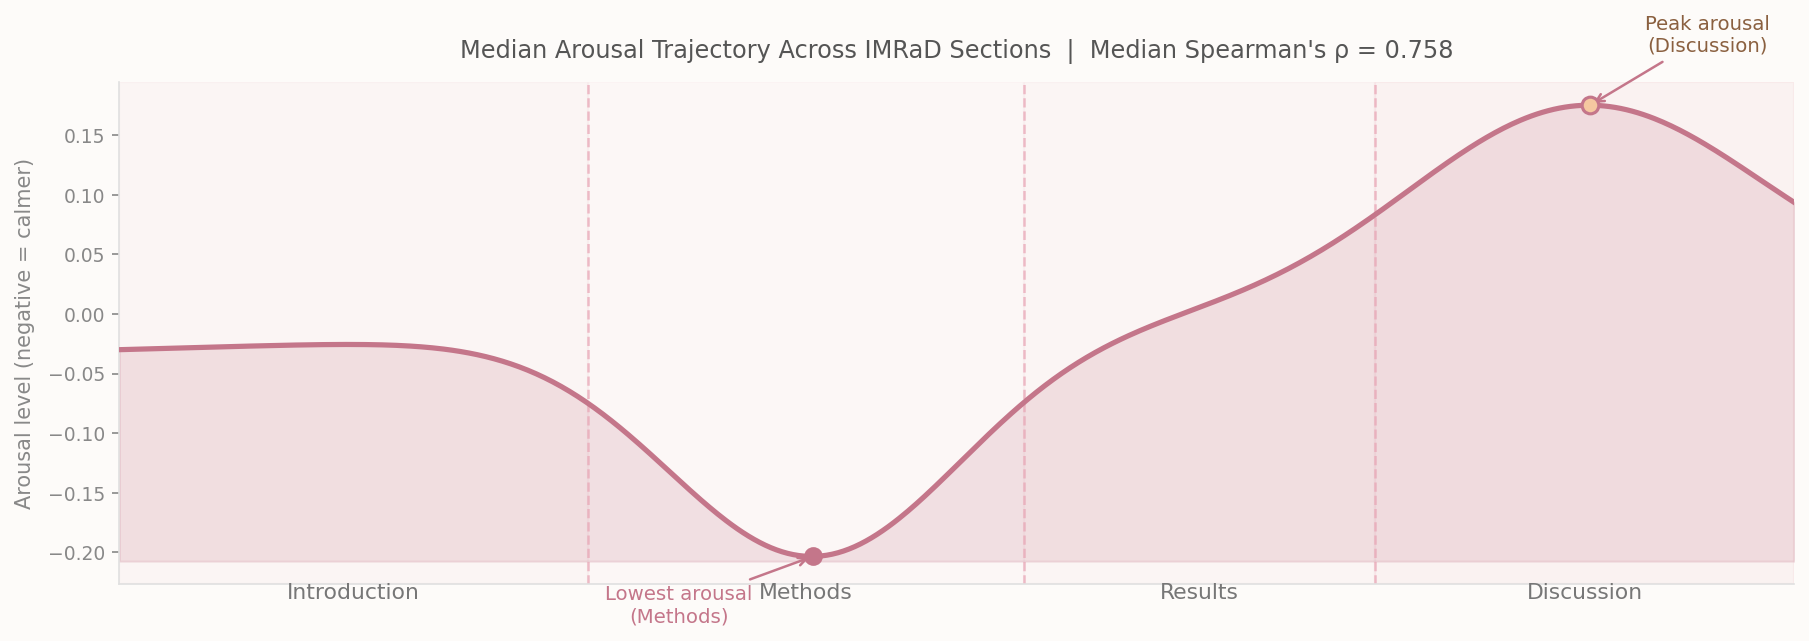 Peak arousal
(Discussion)
Median Arousal Trajectory Across IMRaD Sections | Median Spearman's ρ = 0.758
Arousal level (negative = calmer)
0.15
0.10
0.05
0.00
−0.05
−0.10
−0.15
−0.20
Introduction
Methods
Results
Discussion
Lowest arousal
(Methods)